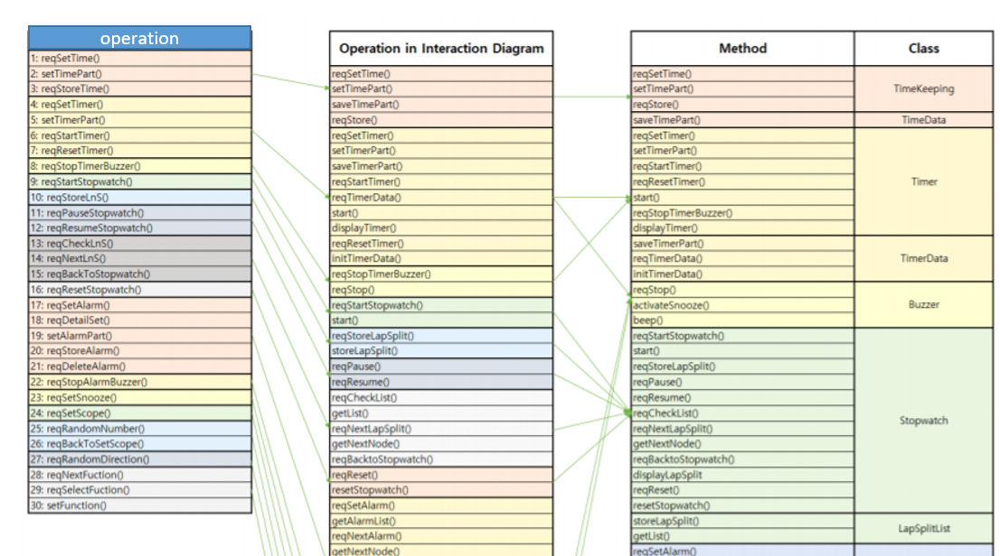 operation
1: reqSetTime()
2: setTimePart()
3: reqStoreTime()
4: reqSetTimer()
5: setTimerPart()
6: reqStartTimer()
7: reqResetTimer()
8: reqStopTimerBuzzer()
9: reqStartStopwatch()
10: reqStoreLnS()
11: reqPauseStopwatch()
12: reqResumeStopwatch()
13: reqCheckLnS()
14: reqNextLnS()
15: reqBackToStopwatch()
16: reqResetStopwatch()
17: reqSetAlarm()
18: reqDetailSet()
19: setAlarmPart()
20: reqStoreAlarm()
21: reqDeleteAlarm()
22: reqStopAlarmBuzzer()
23: reqSetSnooze()
24: reqSetScope()
25: reqRandomNumber()
26: reqBackToSetScope()
27: reqRandomDirection()
28: reqNextFuction()
29: reqSelectFuction()
30: setFunction()
Operation in Interaction Diagram
reqSetTime()
setTimePart()
saveTimePart()
reqStore()
reqSetTimer()
setTimerPart()
saveTimerPart()
reqStartTimer()
reqTimerData()
start()
displayTimer()
reqResetTimer()
initTimerData()
reqStopTimerBuzzer()
reqStop()
reqStartStopwatch()
start()
reqStoreLapSplit()
storeLapSplit()
reqPause()
reqResume()
reqCheckList()
getList()
reqNextLapSplit()
getNextNode()
reqBacktoStopwatch()
reqReset()
resetStopwatch()
reqSetAlarm()
getAlarmList()
reqNextAlarm()
getNextNode()
Method Class
reqSetTime()
setTimePart() TimeKeeping
reqStore()
saveTimePart() TimeData
reqSetTimer()
setTimerPart()
reqStartTimer()
reqResetTimer() Timer
start()
reqStopTimerBuzzer()
displayTimer()
saveTimerPart()
reqTimerData() TimerData
initTimerData()
reqStop()
activateSnooze() Buzzer
beep()
reqStartStopwatch()
start()
reqStoreLapSplit()
reqPause()
reqResume()
reqCheckList() Stopwatch
reqNextLapSplit()
getNextNode()
reqBacktoStopwatch()
displayLapSplit
reqReset()
resetStopwatch()
storeLapSplit() LapSplitList
getList()
reqSetAlarm()